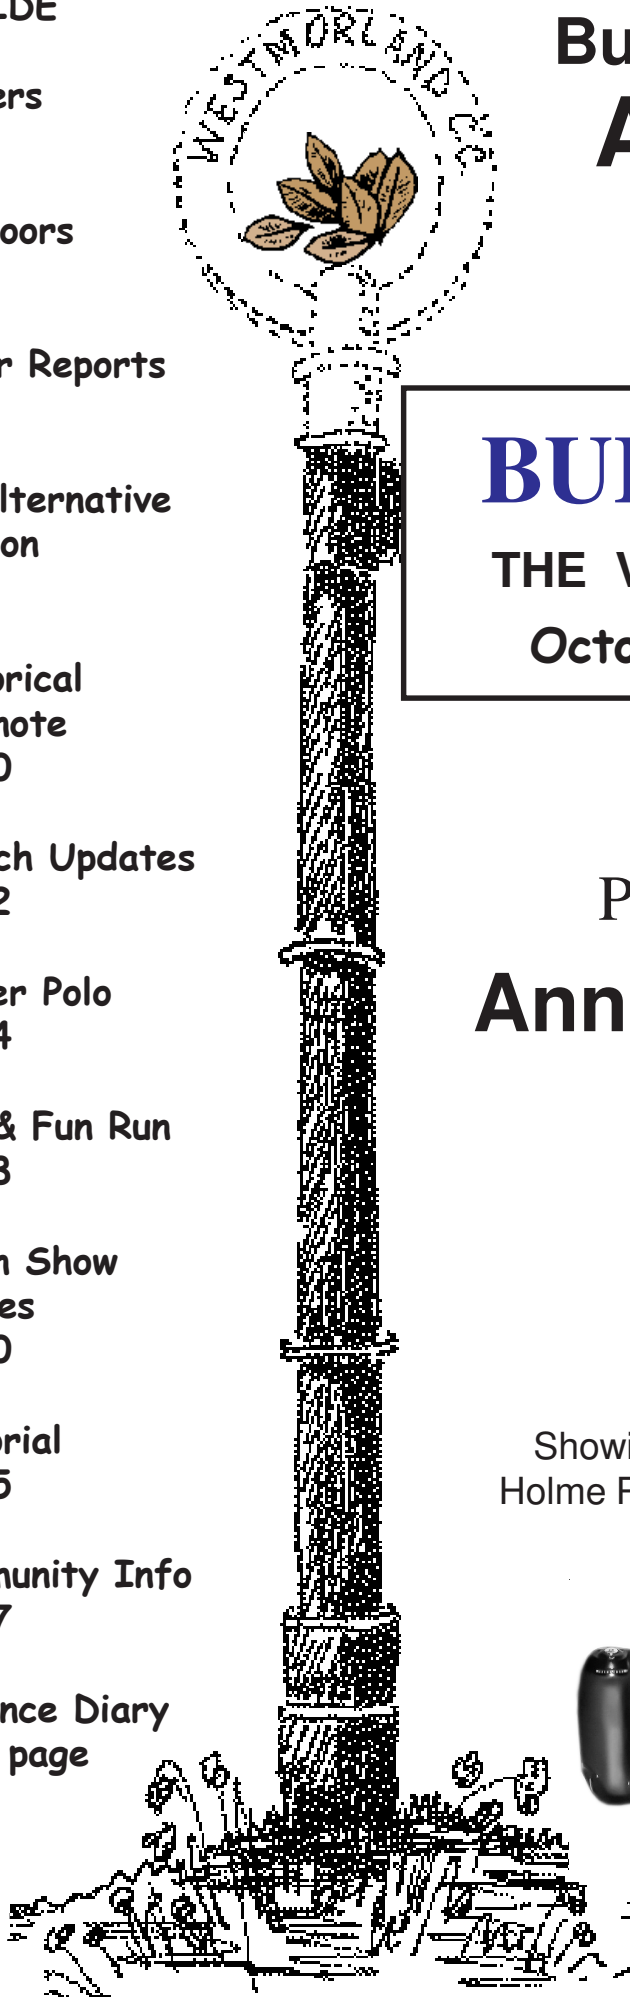 LDE
ers
oors
r Reports
lternative
on
orical
note
0
ch Updates
2
er Polo
4
& Fun Run
3
n Show
es
0
orial
5
munity Info
7
nce Diary
page
WESTMORLAND C.C.
Bu
A
BU
THE V
Octo
P
Ann
Showi
Holme F